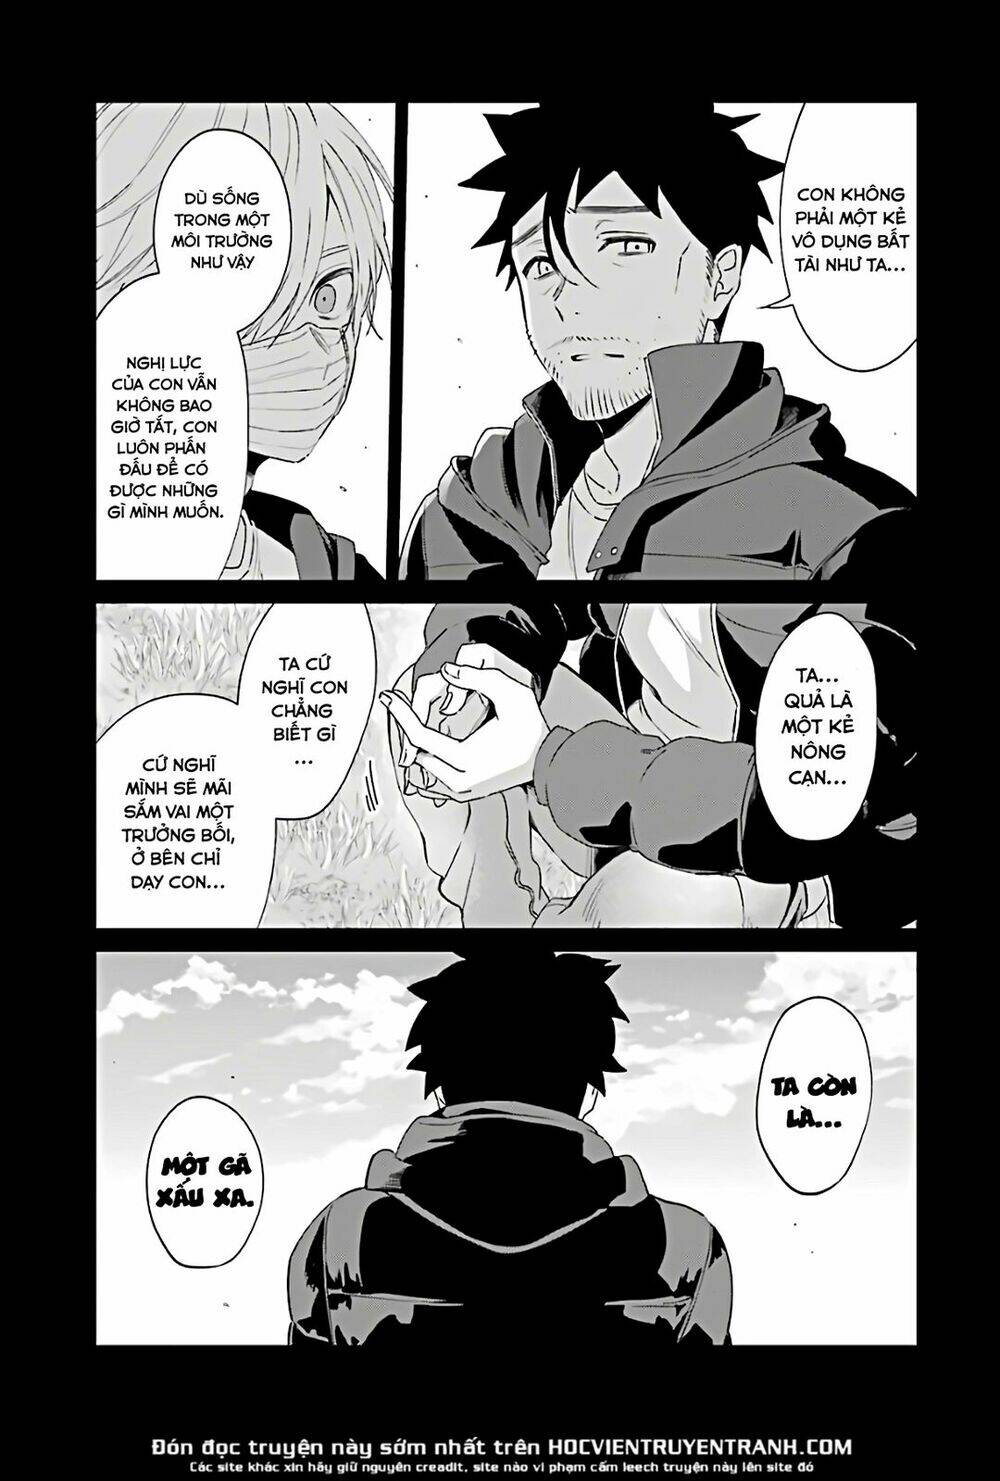 CON KHÔNG
PHẢI MỘT KẺ
VÔ DỤNG BẤT
TÀI NHƯ TA...
DÙ SỐNG
TRONG MỘT
MÔI TRƯỜNG
NHƯ VẬY
NGHỊ LỰC
CỦA CON VẪN
KHÔNG BAO
GIỜ TẮT, CON
LUÔN PHẤN
ĐẤU ĐỂ CÓ
ĐƯỢC NHỮNG
GÌ MÌNH MUỐN.
TA...
QUẢ LÀ
MỘT KẺ
NÔNG
CẠN...
TA CỨ
NGHĨ CON
CHẲNG
BIẾT GÌ
...
CỨ NGHĨ
MÌNH SẼ MÃI
SẮM VAI MỘT
TRƯỞNG BỐI,
Ở BÊN CHỈ
DẠY CON...
TA CÒN
LÀ...
MỘT GÃ
XẤU XA.
Đón đọc truyện này sớm nhất trên HOCVIENTRUYENTRANH.COM
Các site khác xin hãy giữ nguyên creadit, site nào vi phạm cấm leech truyện này lên site đó